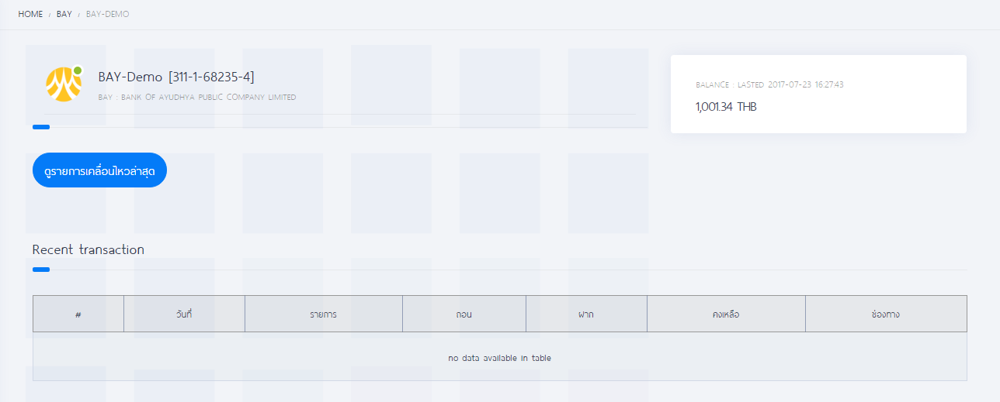 HOME / BAY / BAY-DEMO
BAY-Demo [311-1-68235-4]
BAY : BANK OF AYUDHYA PUBLIC COMPANY LIMITED
BALANCE : LASTED 2017-07-23 16:27:43
1,001.34 THB
ดูรายการเคลื่อนไหวล่าสุด
Recent transaction
# วันที่ รายการ ถอน ฝาก คงเหลือ ช่องทาง
no data available in table